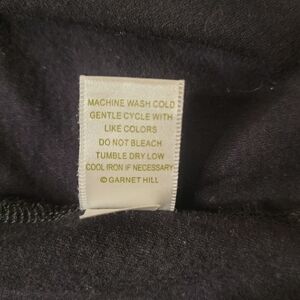 MACHINE WASH COLD
GENTLE CYCLE WITH
LIKE COLORS
DO NOT BLEACH
TUMBLE DRY LOW
COOL IRON IF NECESSARY
© GARNET HILL